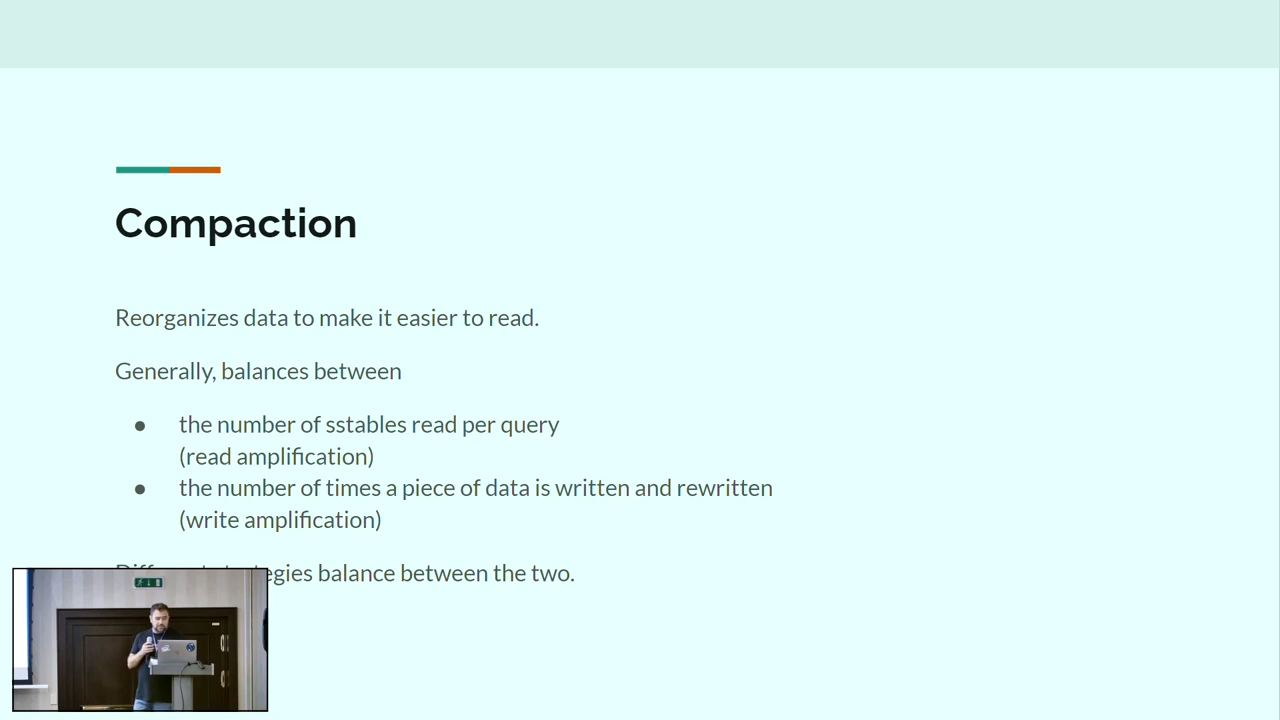 Compaction
Reorganizes data to make it easier to read.
Generally, balances between
● the number of sstables read per query
(read amplification)
● the number of times a piece of data is written and rewritten
(write amplification)
balance between the two.